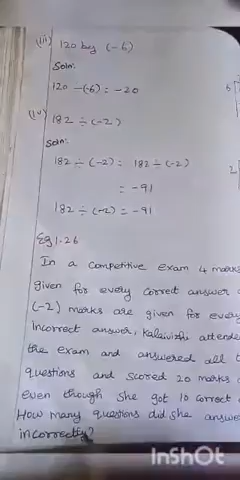 (iii) 120 by (-6)
Soln:
120 -(-6) = -20
(iv) 182 ÷ (-2)
Soln:
182 ÷ (-2) = 182 ÷ (-2)
= -91
182 ÷ (-2) = -91
Eg 1.26
In a competitive exam 4 marks
given for every correct answer
(-2) marks are given for every
incorrect answer, Kalaivizhi attended
the exam and answered all
questions and scored 20 marks
even though she got 10 correct
How many questions did she answer
incorrectly?
InShOt